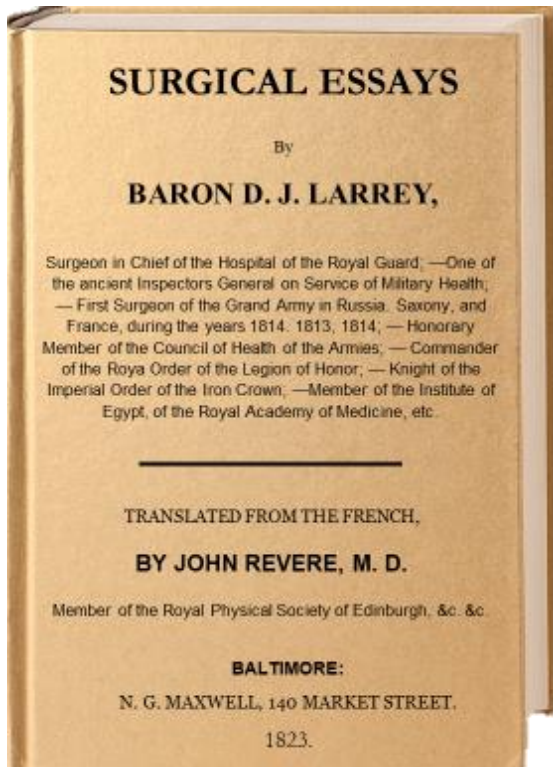 SURGICAL ESSAYS
By
BARON D. J. LARREY,
Surgeon in Chief of the Hospital of the Royal Guard; —One of
the ancient Inspectors General on Service of Military Health;
— First Surgeon of the Grand Army in Russia. Saxony, and
France, during the years 1814. 1813, 1814; — Honorary
Member of the Council of Health of the Armies; — Commander
of the Roya Order of the Legion of Honor; — Knight of the
Imperial Order of the Iron Crown; —Member of the Institute of
Egypt, of the Royal Academy of Medicine, etc.
TRANSLATED FROM THE FRENCH,
BY JOHN REVERE, M. D.
Member of the Royal Physical Society of Edinburgh, &c. &c.
BALTIMORE:
N. G. MAXWELL, 140 MARKET STREET.
1823.